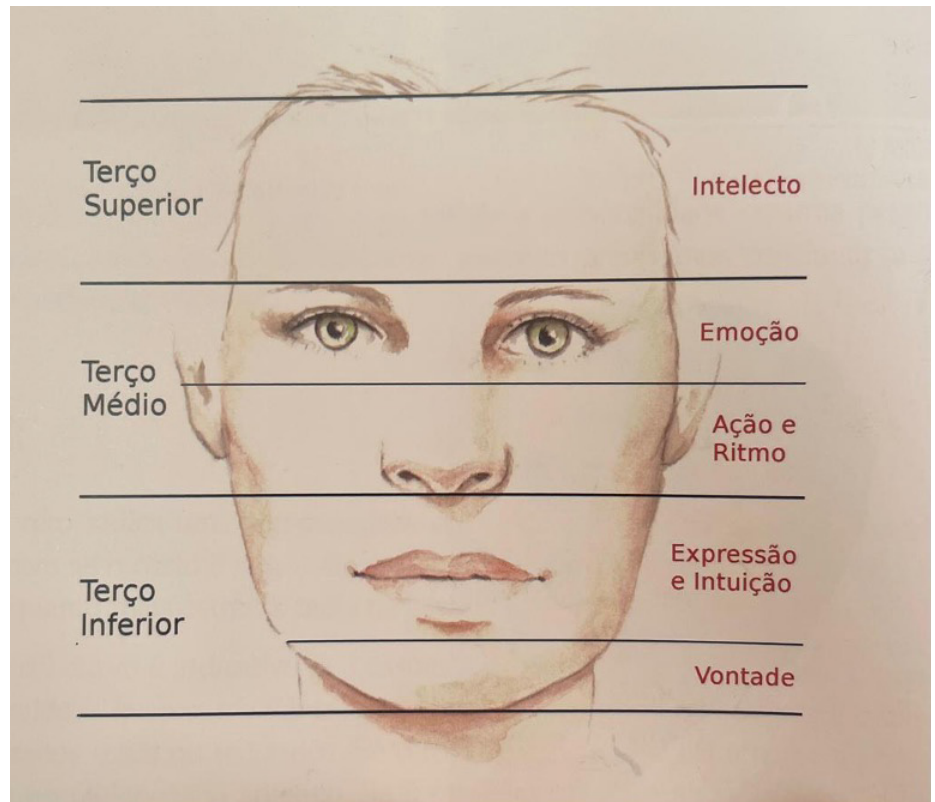 Terço
Superior
Intelecto
Emoção
Terço
Médio
Ação e
Ritmo
Expressão
e Intuição
Terço
Inferior
Vontade